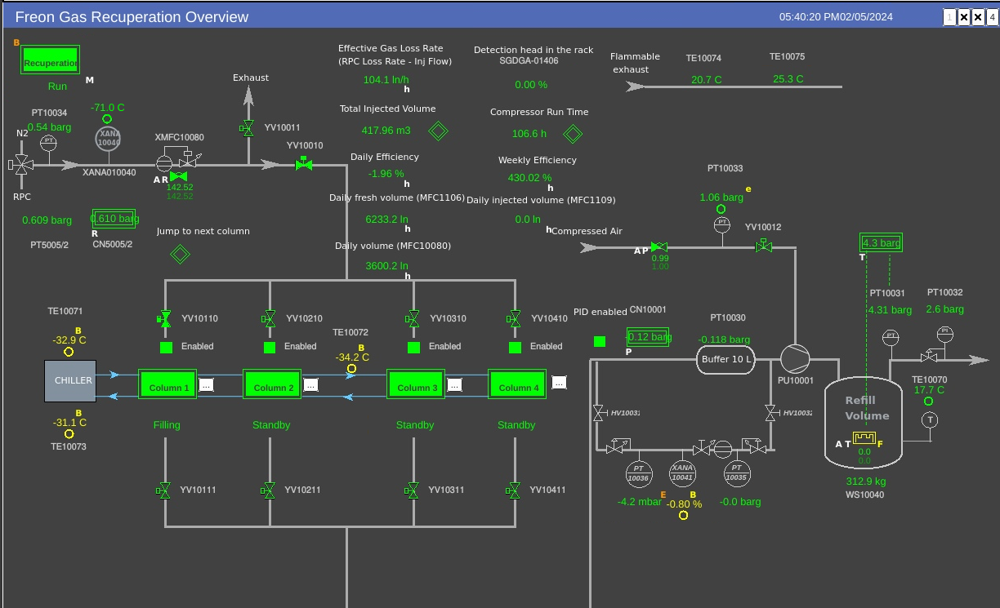 Freon Gas Recuperation Overview
05:40:20 PM02/05/2024
1
4
B
Recuperation
Run
M
Exhaust
Effective Gas Loss Rate
(RPC Loss Rate - Inj Flow)
104.1 ln/h
h
Detection head in the rack
SGDGA-01406
0.00 %
Flammable
exhaust
TE10074
20.7 C
TE10075
25.3 C
PT10034
0.54 barg
N2
PT
-71.0 C
XANA
10040
XANA010040
XMFC10080
YV10011
YV10010
A R
142.52
142.52
RPC
Total Injected Volume
417.96 m3
Compressor Run Time
106.6 h
Daily Efficiency
-1.96 %
h
Weekly Efficiency
430.02 %
h
Daily fresh volume (MFC1106)
6233.2 ln
h
Daily injected volume (MFC1109)
0.0 ln
h
Daily volume (MFC10080)
3600.2 ln
h
0.609 barg
PT5005/2
0.610 barg
R
CN5005/2
Jump to next column
PT10033
1.06 barg
e
PT
YV10012
Compressed Air
A P
0.99
1.00
4.3 barg
T
PT10031
4.31 barg
PT10032
2.6 barg
PT
PI
TE10071
B
-32.9 C
CHILLER
B
-31.1 C
TE10073
YV10110
YV10210
YV10310
YV10410
Enabled
Enabled
Enabled
Enabled
TE10072
B
-34.2 C
Column 1
...
Column 2
...
Column 3
...
Column 4
...
Filling
Standby
Standby
Standby
YV10111
YV10211
YV10311
YV10411
PID enabled
CN10001
-0.12 barg
P
PT10030
-0.118 barg
Buffer 10 L
PU10001
HV10031
HV10032
PT
10036
XANA
10041
PT
10035
-4.2 mbar
E
B
-0.80 %
-0.0 barg
Refill
Volume
A T
F
0.0
0.0
TE10070
17.7 C
T
312.9 kg
WS10040